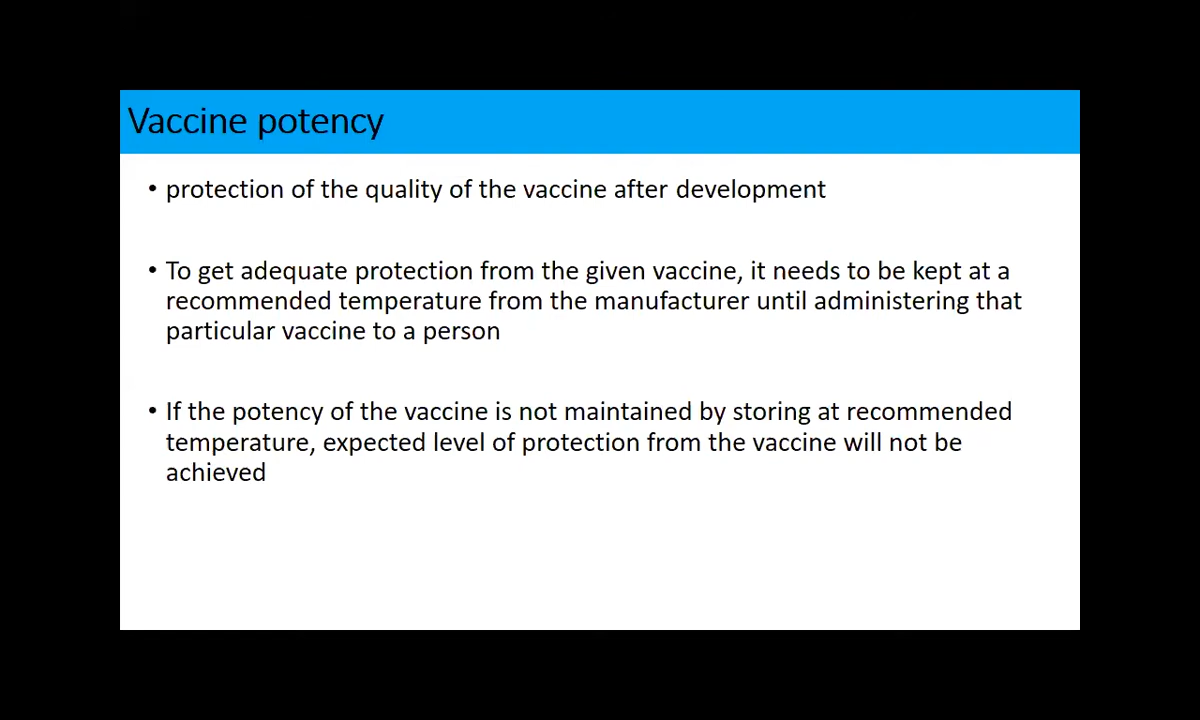 Vaccine potency
• protection of the quality of the vaccine after development
• To get adequate protection from the given vaccine, it needs to be kept at a
recommended temperature from the manufacturer until administering that
particular vaccine to a person
• If the potency of the vaccine is not maintained by storing at recommended
temperature, expected level of protection from the vaccine will not be
achieved